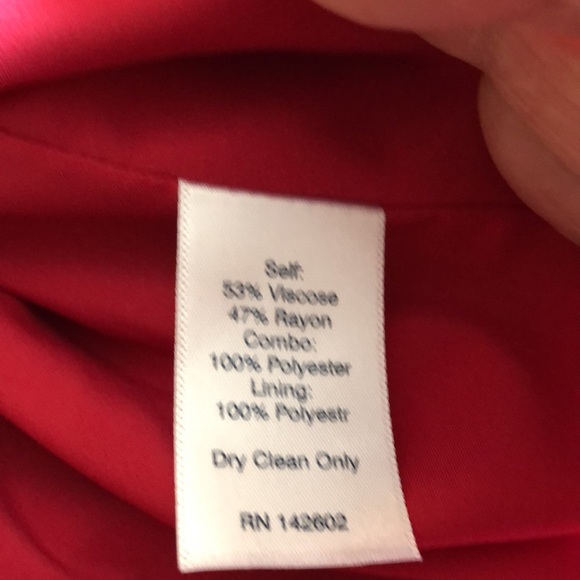 Self:
53% Viscose
47% Rayon
Combo:
100% Polyester
Lining:
100% Polyestr
Dry Clean Only
RN 142602